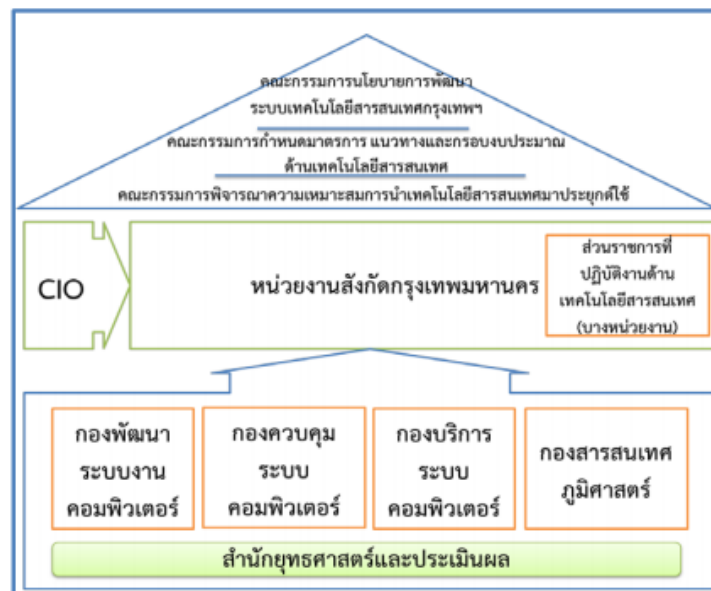 คณะกรรมการนโยบายการพัฒนา
ระบบเทคโนโลยีสารสนเทศกรุงเทพฯ
คณะกรรมการกำหนดมาตรการ แนวทางและกรอบงบประมาณ
ด้านเทคโนโลยีสารสนเทศ
คณะกรรมการพิจารณาความเหมาะสมการนำเทคโนโลยีสารสนเทศมาประยุกต์ใช้
CIO
หน่วยงานสังกัดกรุงเทพมหานคร
ส่วนราชการที่
ปฏิบัติงานด้าน
เทคโนโลยีสารสนเทศ
(บางหน่วยงาน)
กองพัฒนา
ระบบงาน
คอมพิวเตอร์
กองควบคุม
ระบบ
คอมพิวเตอร์
กองบริการ
ระบบ
คอมพิวเตอร์
กองสารสนเทศ
ภูมิศาสตร์
สำนักยุทธศาสตร์และประเมินผล